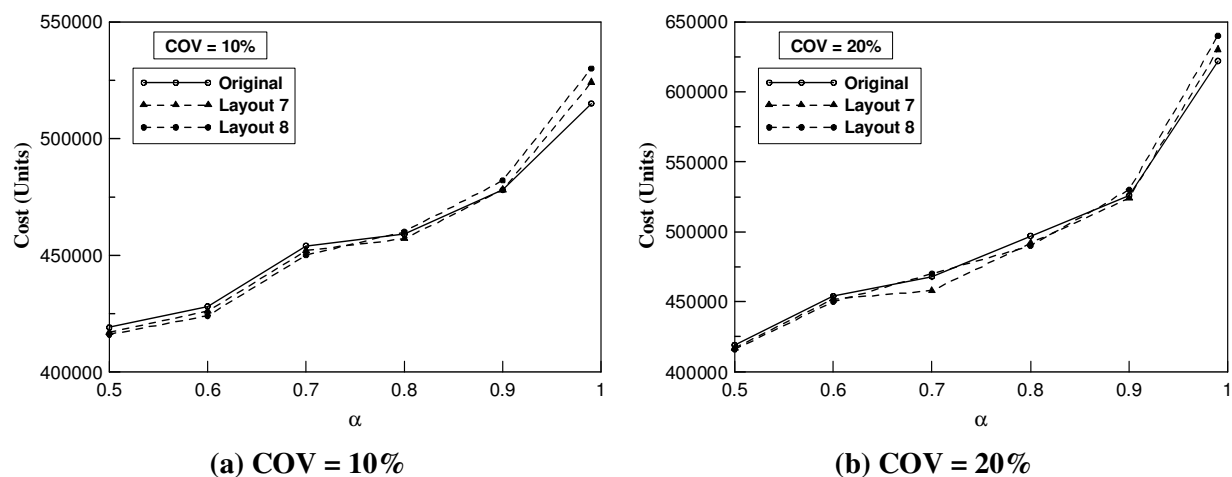 550000
500000
450000
400000
Cost (Units)
COV = 10%
Original
Layout 7
Layout 8
0.5 0.6 0.7 0.8 0.9 1
α
(a) COV = 10%
650000
600000
550000
500000
450000
400000
Cost (Units)
COV = 20%
Original
Layout 7
Layout 8
0.5 0.6 0.7 0.8 0.9 1
α
(b) COV = 20%